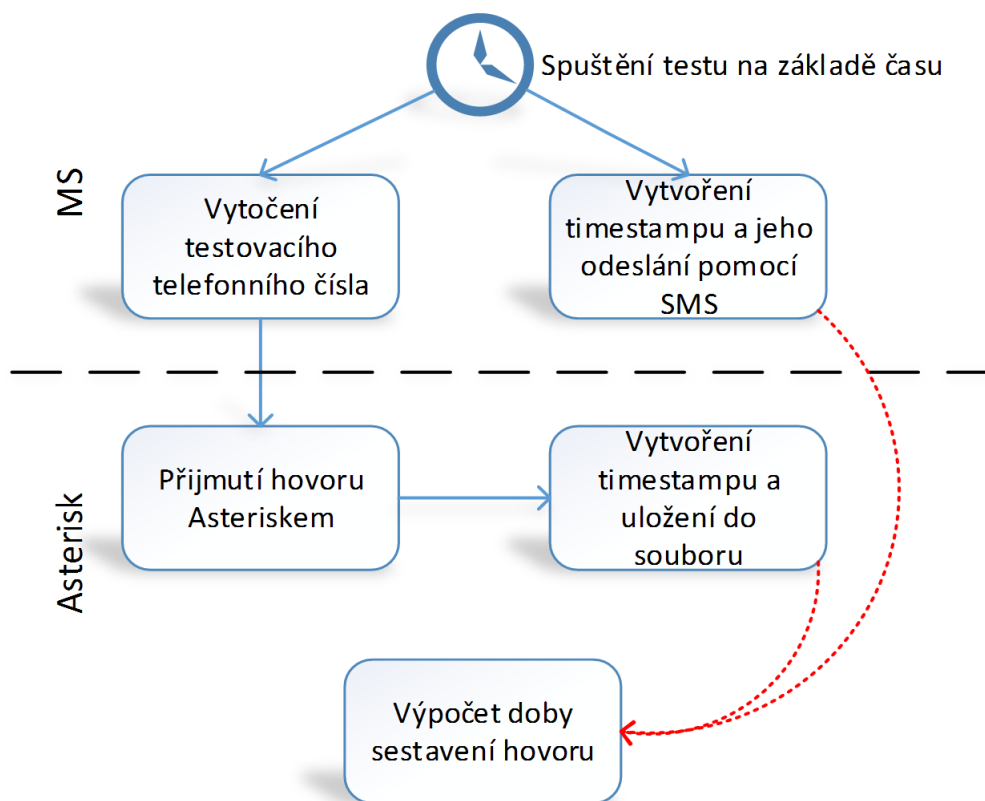 Spuštění testu na základě času
MS
Vytočení
testovacího
telefonního čísla
Vytvoření
timestampu a jeho
odeslání pomocí
SMS
Asterisk
Přijmutí hovoru
Asteriskem
Vytvoření
timestampu a
uložení do
souboru
Výpočet doby
sestavení hovoru